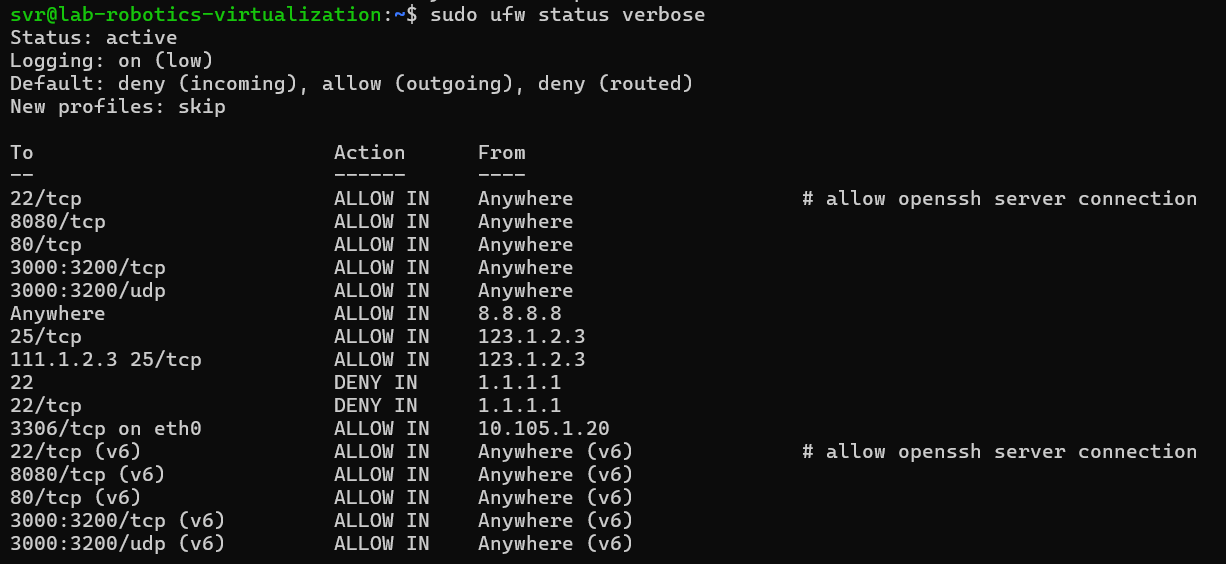 svr@lab-robotics-virtualization:~$ sudo ufw status verbose
Status: active
Logging: on (low)
Default: deny (incoming), allow (outgoing), deny (routed)
New profiles: skip

To                         Action      From
--                         ------      ----
22/tcp                     ALLOW IN    Anywhere                   # allow openssh server connection
8080/tcp                   ALLOW IN    Anywhere
80/tcp                     ALLOW IN    Anywhere
3000:3200/tcp              ALLOW IN    Anywhere
3000:3200/udp              ALLOW IN    Anywhere
Anywhere                   ALLOW IN    8.8.8.8
25/tcp                     ALLOW IN    123.1.2.3
111.1.2.3 25/tcp           ALLOW IN    123.1.2.3
22                         DENY IN     1.1.1.1
22/tcp                     DENY IN     1.1.1.1
3306/tcp on eth0           ALLOW IN    10.105.1.20
22/tcp (v6)                ALLOW IN    Anywhere (v6)              # allow openssh server connection
8080/tcp (v6)              ALLOW IN    Anywhere (v6)
80/tcp (v6)                ALLOW IN    Anywhere (v6)
3000:3200/tcp (v6)         ALLOW IN    Anywhere (v6)
3000:3200/udp (v6)         ALLOW IN    Anywhere (v6)